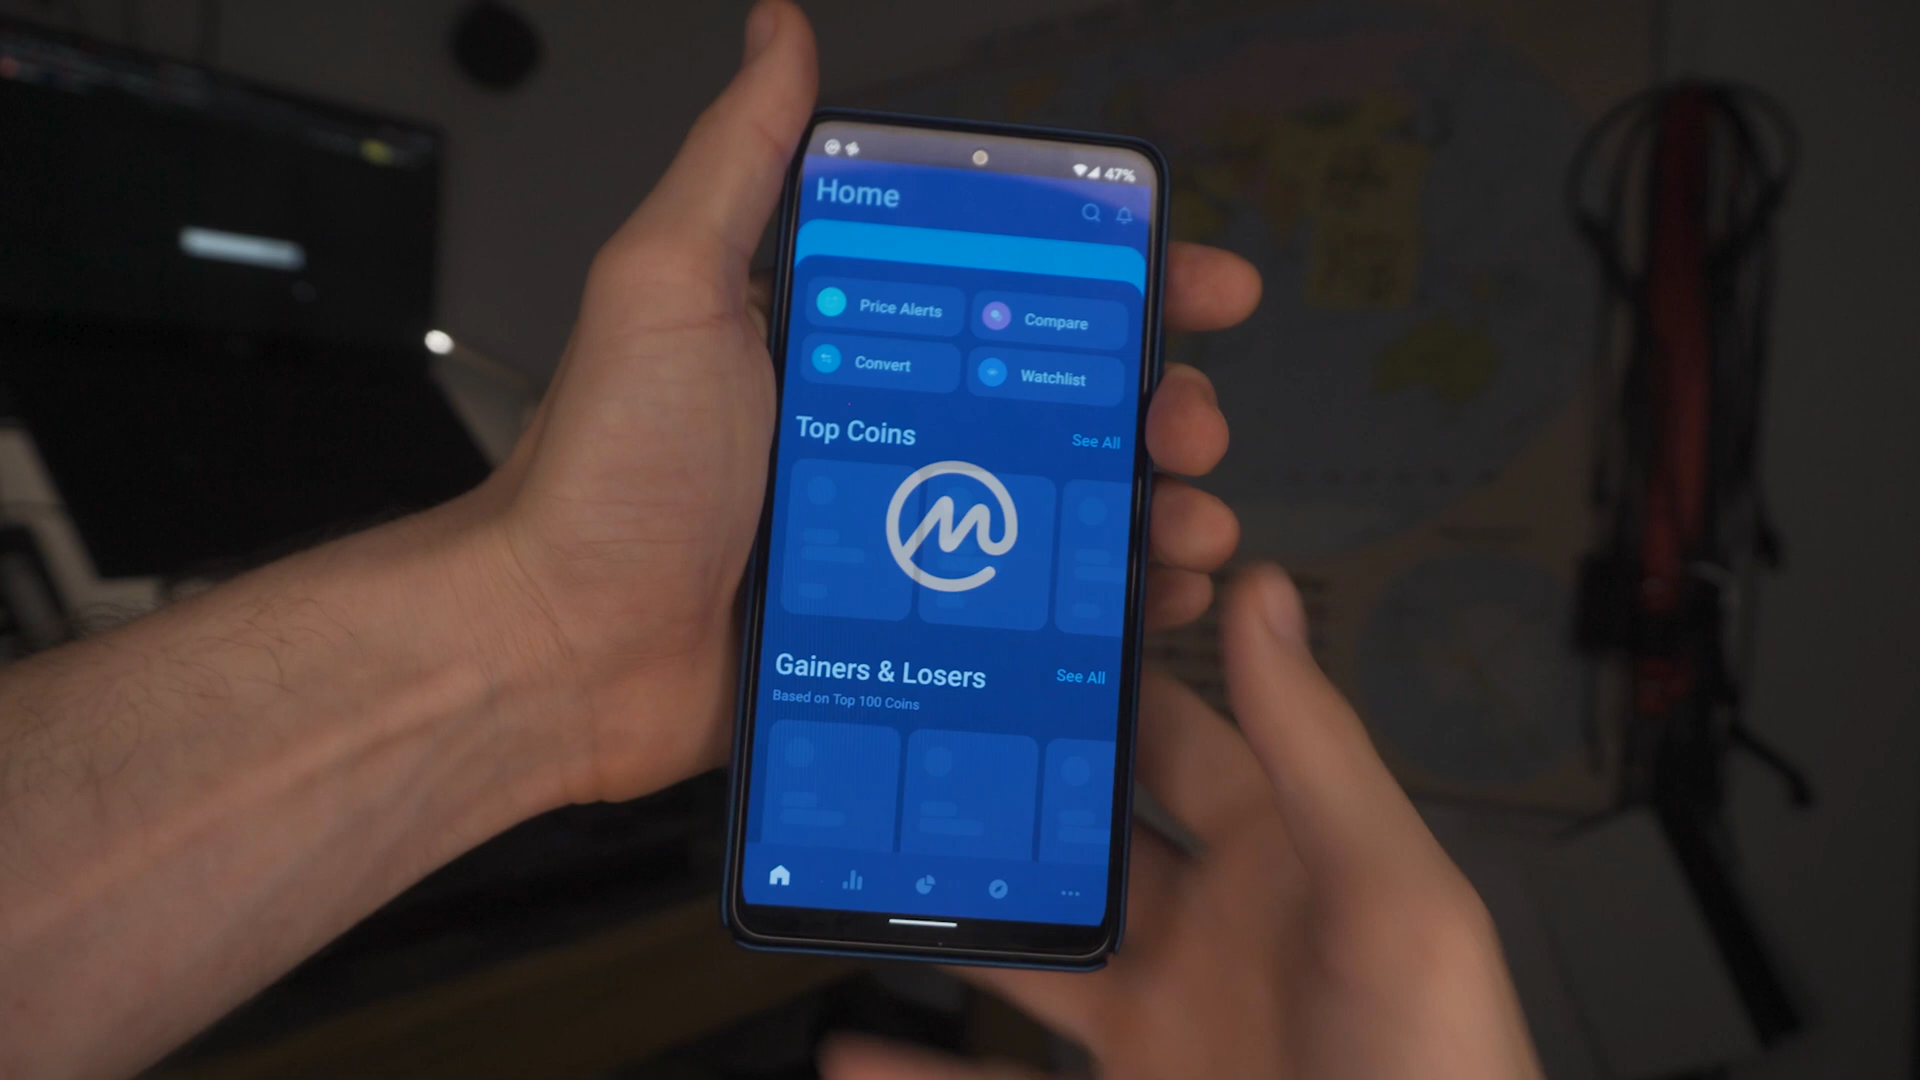 47%
Home
Price Alerts
Compare
Convert
Watchlist
Top Coins
See All
Gainers & Losers
See All
Based on Top 100 Coins